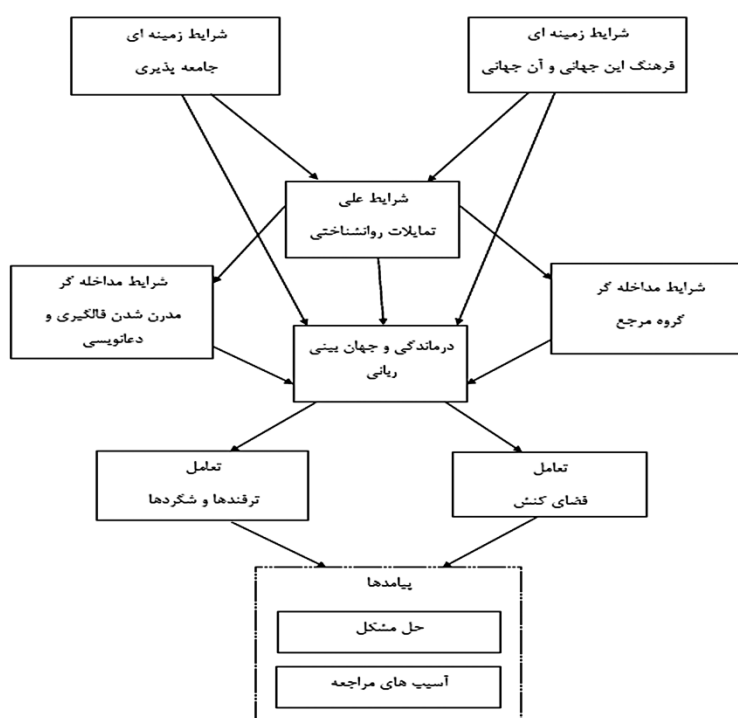 شرایط زمینه ای
فرهنگ این جهانی و آن جهانی
شرایط زمینه ای
جامعه پذیری
شرایط علی
تمایلات روانشناختی
شرایط مداخله گر
گروه مرجع
شرایط مداخله گر
مدرن شدن فالگیری و
دعانویسی
درماندگی و جهان بینی
ربانی
تعامل
فضای کنش
تعامل
ترفندها و شگردها
پیامدها
حل مشکل
آسیب های مراجعه